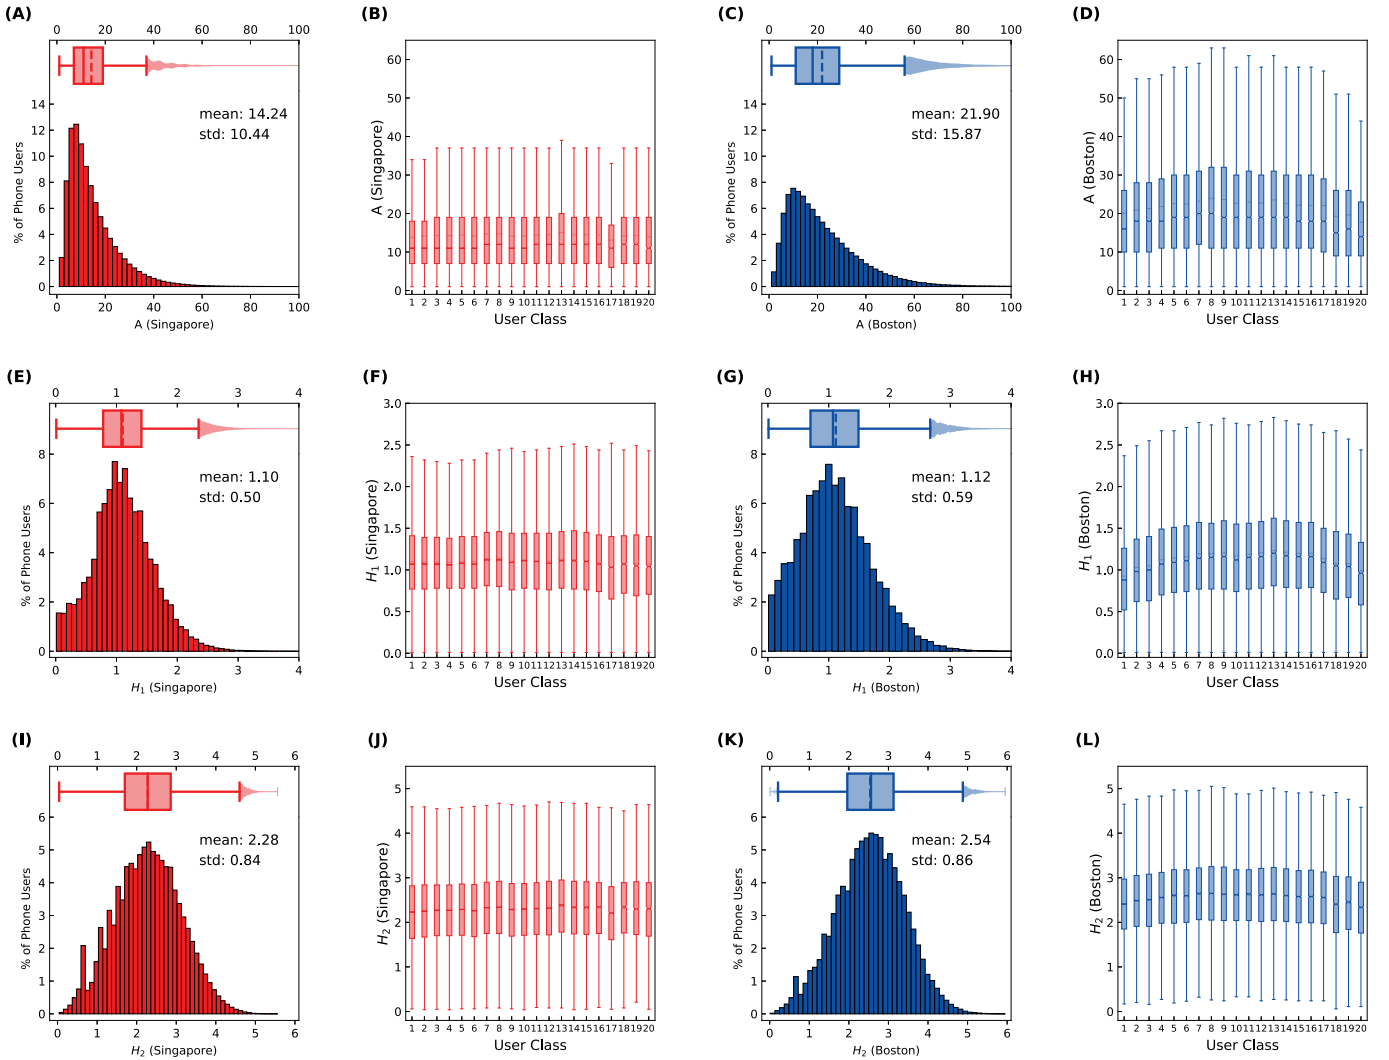 (A)
0 20 40 60 80 100
mean: 14.24
std: 10.44
% of Phone Users
14
12
10
8
6
4
2
0
0 20 40 60 80 100
A (Singapore)
(B)
A (Singapore)
60
50
40
30
20
10
0
1 2 3 4 5 6 7 8 9 10 11 12 13 14 15 16 17 18 19 20
User Class
(C)
0 20 40 60 80 100
mean: 21.90
std: 15.87
% of Phone Users
14
12
10
8
6
4
2
0
0 20 40 60 80 100
A (Boston)
(D)
A (Boston)
60
50
40
30
20
10
0
1 2 3 4 5 6 7 8 9 10 11 12 13 14 15 16 17 18 19 20
User Class
(E)
0 1 2 3 4
mean: 1.10
std: 0.50
% of Phone Users
8
6
4
2
0
0 1 2 3 4
H1 (Singapore)
(F)
H1 (Singapore)
3.0
2.5
2.0
1.5
1.0
0.5
0.0
1 2 3 4 5 6 7 8 9 10 11 12 13 14 15 16 17 18 19 20
User Class
(G)
0 1 2 3 4
mean: 1.12
std: 0.59
% of Phone Users
8
6
4
2
0
0 1 2 3 4
H1 (Boston)
(H)
H1 (Boston)
3.0
2.5
2.0
1.5
1.0
0.5
0.0
1 2 3 4 5 6 7 8 9 10 11 12 13 14 15 16 17 18 19 20
User Class
(I)
0 1 2 3 4 5 6
mean: 2.28
std: 0.84
% of Phone Users
6
5
4
3
2
1
0
0 1 2 3 4 5 6
H2 (Singapore)
(J)
H2 (Singapore)
5
4
3
2
1
0
1 2 3 4 5 6 7 8 9 10 11 12 13 14 15 16 17 18 19 20
User Class
(K)
0 1 2 3 4 5 6
mean: 2.54
std: 0.86
% of Phone Users
6
5
4
3
2
1
0
0 1 2 3 4 5 6
H2 (Boston)
(L)
H2 (Boston)
5
4
3
2
1
0
1 2 3 4 5 6 7 8 9 10 11 12 13 14 15 16 17 18 19 20
User Class